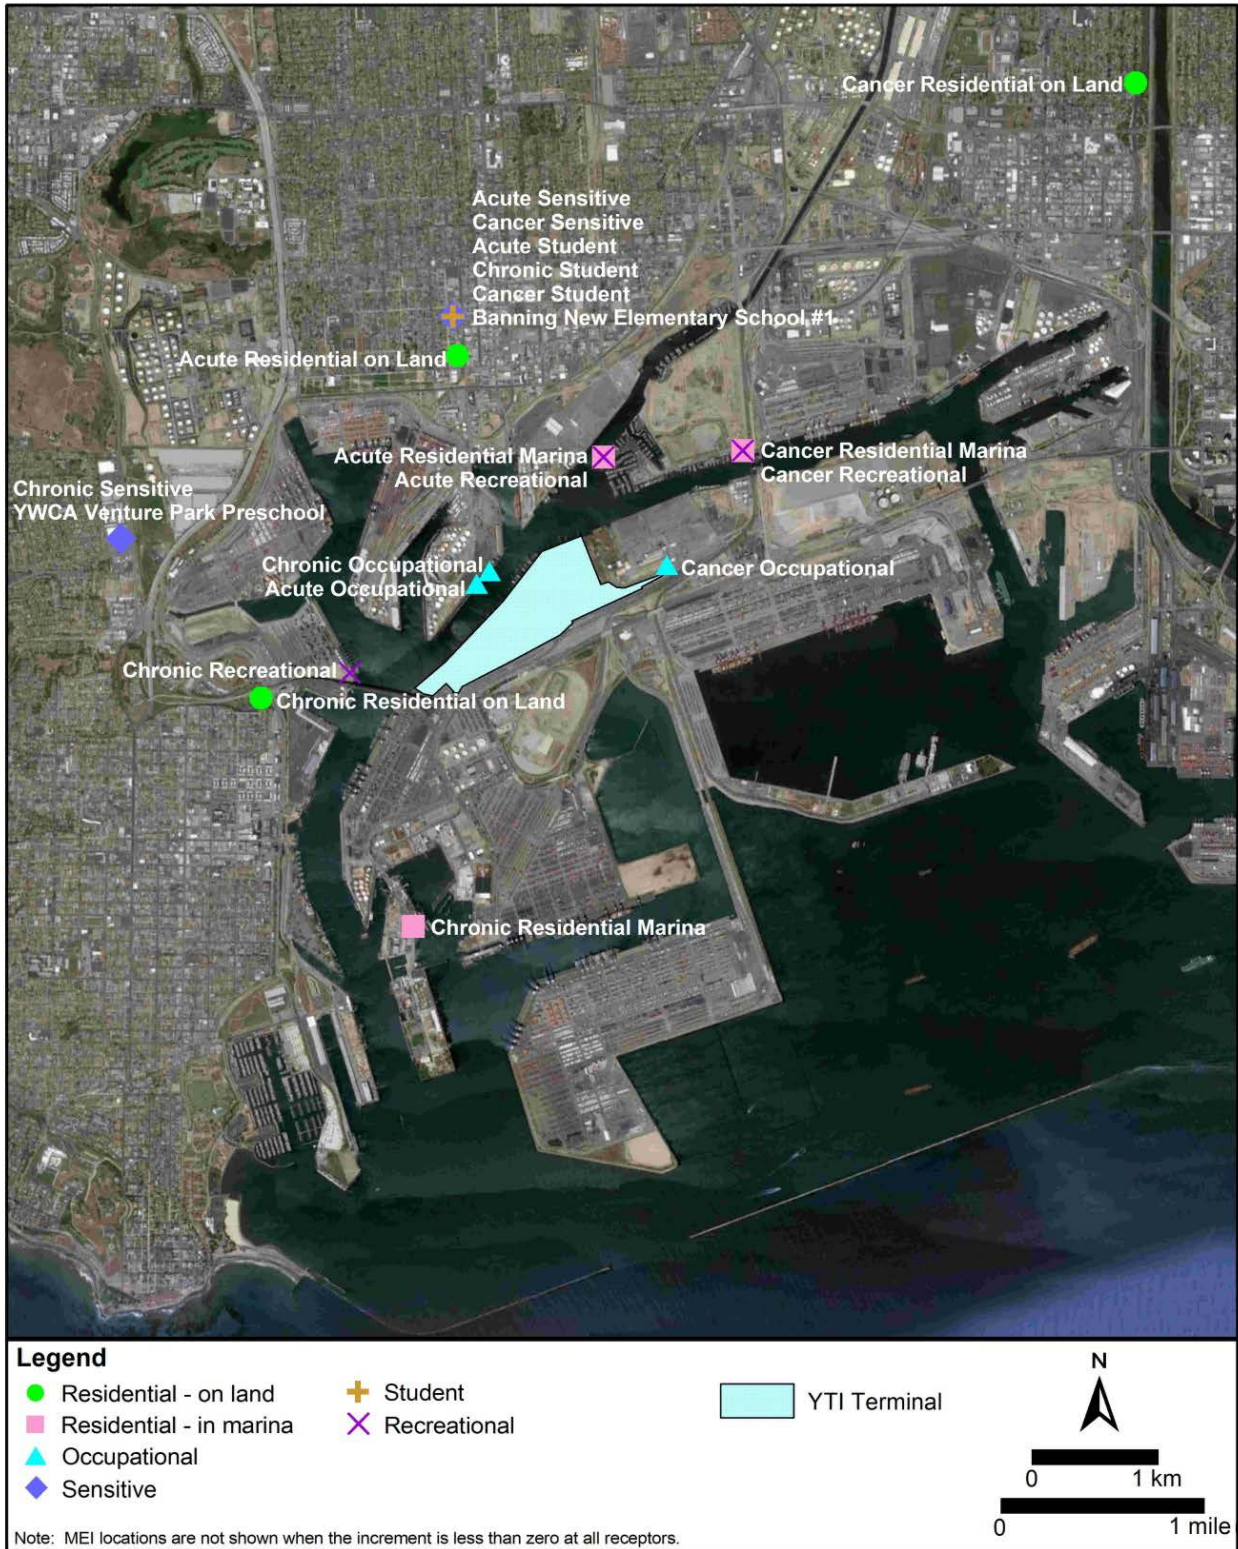 Cancer Residential on Land
Acute Sensitive
Cancer Sensitive
Acute Student
Chronic Student
Cancer Student
Banning New Elementary School #1
Acute Residential on Land
Acute Residential Marina
Acute Recreational
Cancer Residential Marina
Cancer Recreational
Chronic Sensitive
YWCA Venture Park Preschool
Chronic Occupational
Acute Occupational
Cancer Occupational
Chronic Recreational
Chronic Residential on Land
Chronic Residential Marina
Legend
Residential - on land
Residential - in marina
Occupational
Sensitive
Student
Recreational
YTI Terminal
N
0 1 km
0 1 mile
Note: MEI locations are not shown when the increment is less than zero at all receptors.